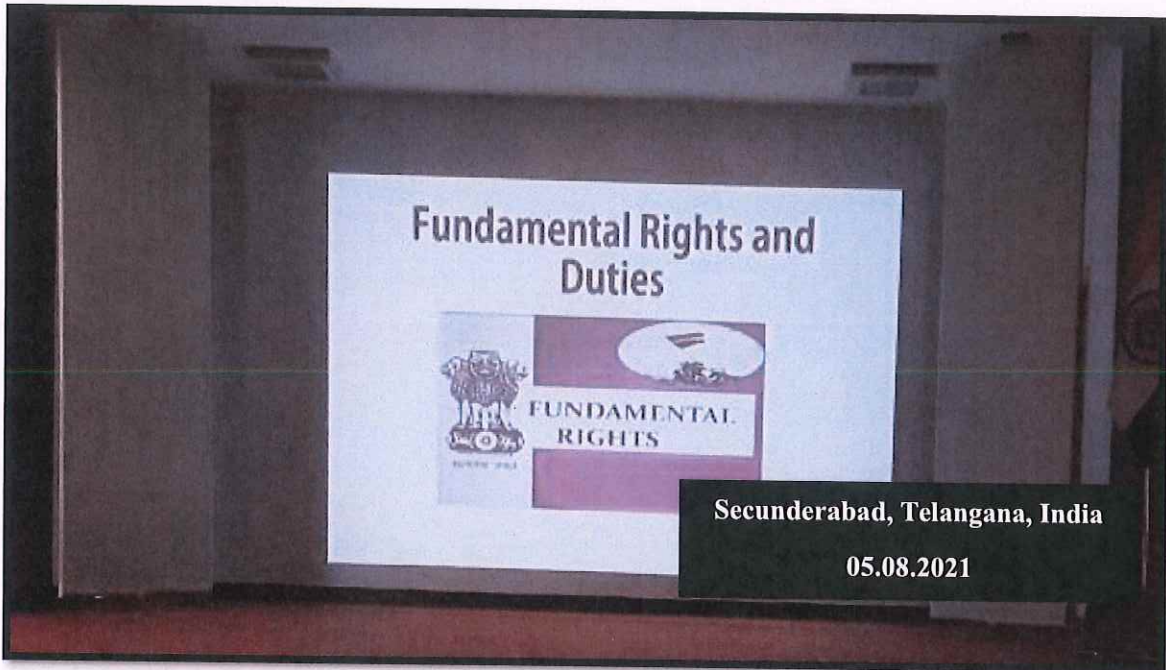 Fundamental Rights and
Duties
FUNDAMENTAL
RIGHTS
Secunderabad, Telangana, India
05.08.2021